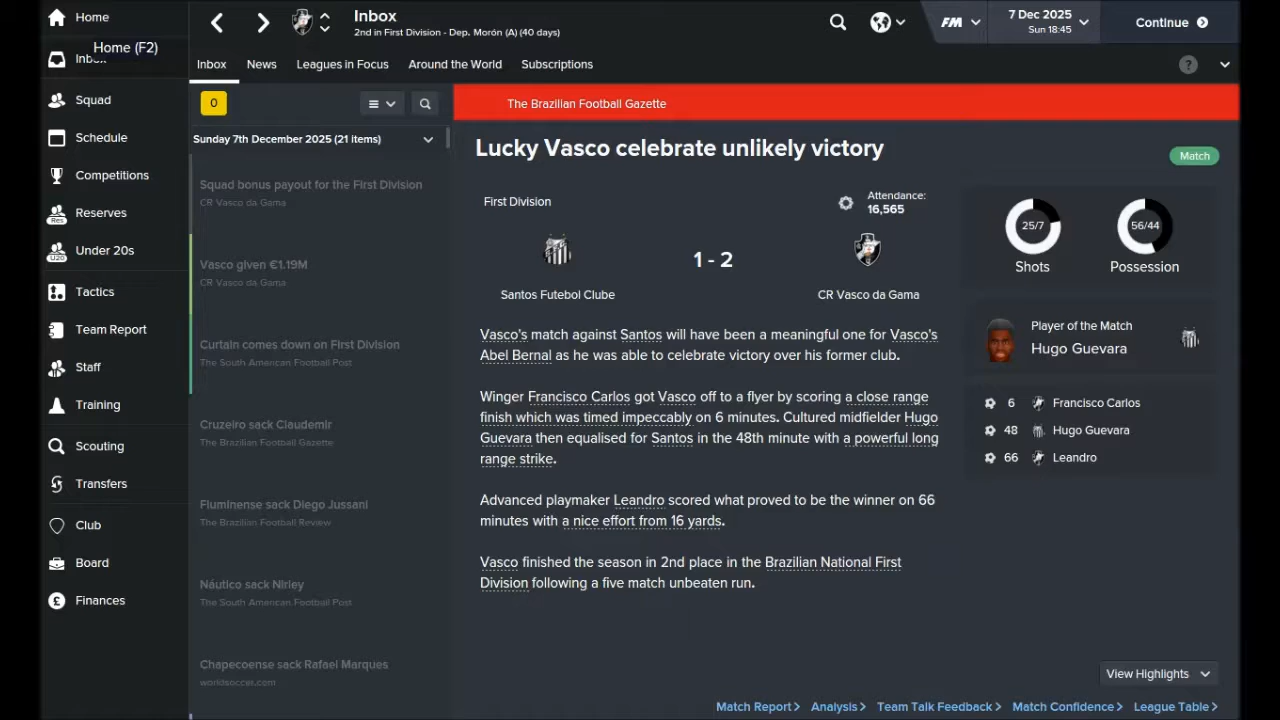 Home
Inbox
2nd in First Division - Dep. Morón (A) (40 days)
FM
7 Dec 2025
Sun 18:45
Continue
Home (F2)
Inbox
Squad
Schedule
Competitions
Res
Reserves
U20
Under 20s
Tactics
Team Report
Staff
Training
Scouting
Transfers
Club
Board
£
Finances
Inbox
News
Leagues in Focus
Around the World
Subscriptions
?
0
Sunday 7th December 2025 (21 items)
Squad bonus payout for the First Division
CR Vasco da Gama
Vasco given €1.19M
CR Vasco da Gama
Curtain comes down on First Division
The South American Football Post
Cruzeiro sack Claudemir
The Brazilian Football Gazette
Fluminense sack Diego Jussani
The Brazilian Football Review
Náutico sack Nirley
The South American Football Post
Chapecoense sack Rafael Marques
worldsoccer.com
The Brazilian Football Gazette
Lucky Vasco celebrate unlikely victory
Match
First Division
Attendance:
16,565
1 - 2
Santos Futebol Clube
CR Vasco da Gama
Vasco's match against Santos will have been a meaningful one for Vasco's
Abel Bernal as he was able to celebrate victory over his former club.
Winger Francisco Carlos got Vasco off to a flyer by scoring a close range
finish which was timed impeccably on 6 minutes. Cultured midfielder Hugo
Guevara then equalised for Santos in the 48th minute with a powerful long
range strike.
Advanced playmaker Leandro scored what proved to be the winner on 66
minutes with a nice effort from 16 yards.
Vasco finished the season in 2nd place in the Brazilian National First
Division following a five match unbeaten run.
25/7
Shots
56/44
Possession
Player of the Match
Hugo Guevara
6 Francisco Carlos
48 Hugo Guevara
66 Leandro
View Highlights
Match Report
Analysis
Team Talk Feedback
Match Confidence
League Table